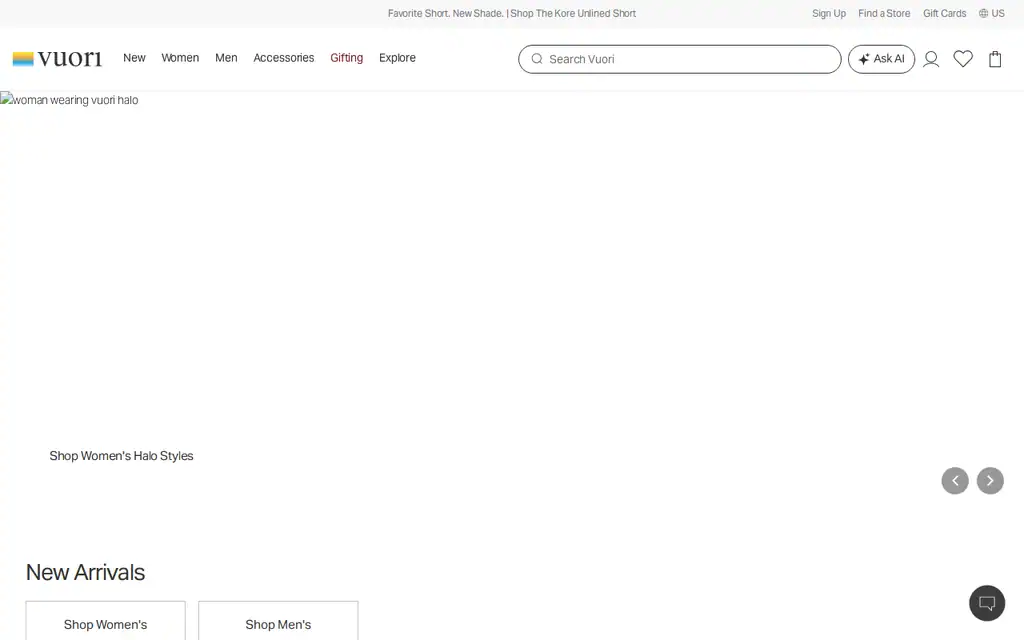 Favorite Short. New Shade. | Shop The Kore Unlined Short
Sign Up
Find a Store
Gift Cards
US
vuori
New
Women
Men
Accessories
Gifting
Explore
Search Vuori
Ask AI
woman wearing vuori halo
Shop Women's Halo Styles
New Arrivals
Shop Women's
Shop Men's